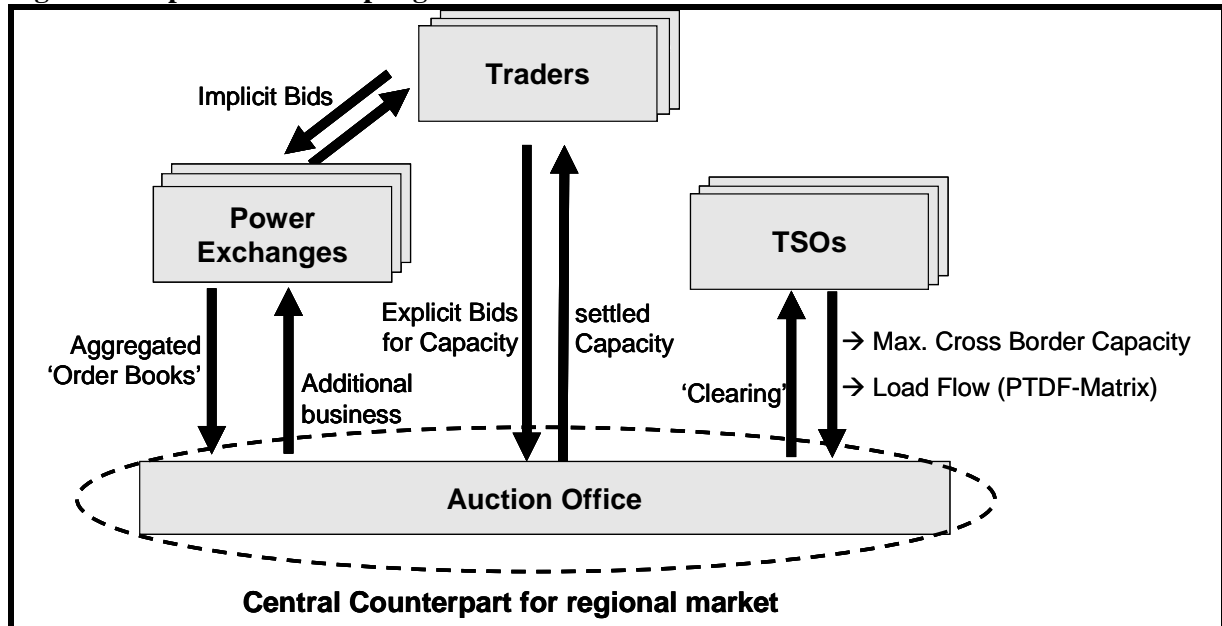 Traders
Implicit Bids
Power
Exchanges
TSOs
Explicit Bids
for Capacity
settled
Capacity
Aggregated
‘Order Books’
Additional
business
‘Clearing’
→ Max. Cross Border Capacity
→ Load Flow (PTDF-Matrix)
Auction Office
Central Counterpart for regional market